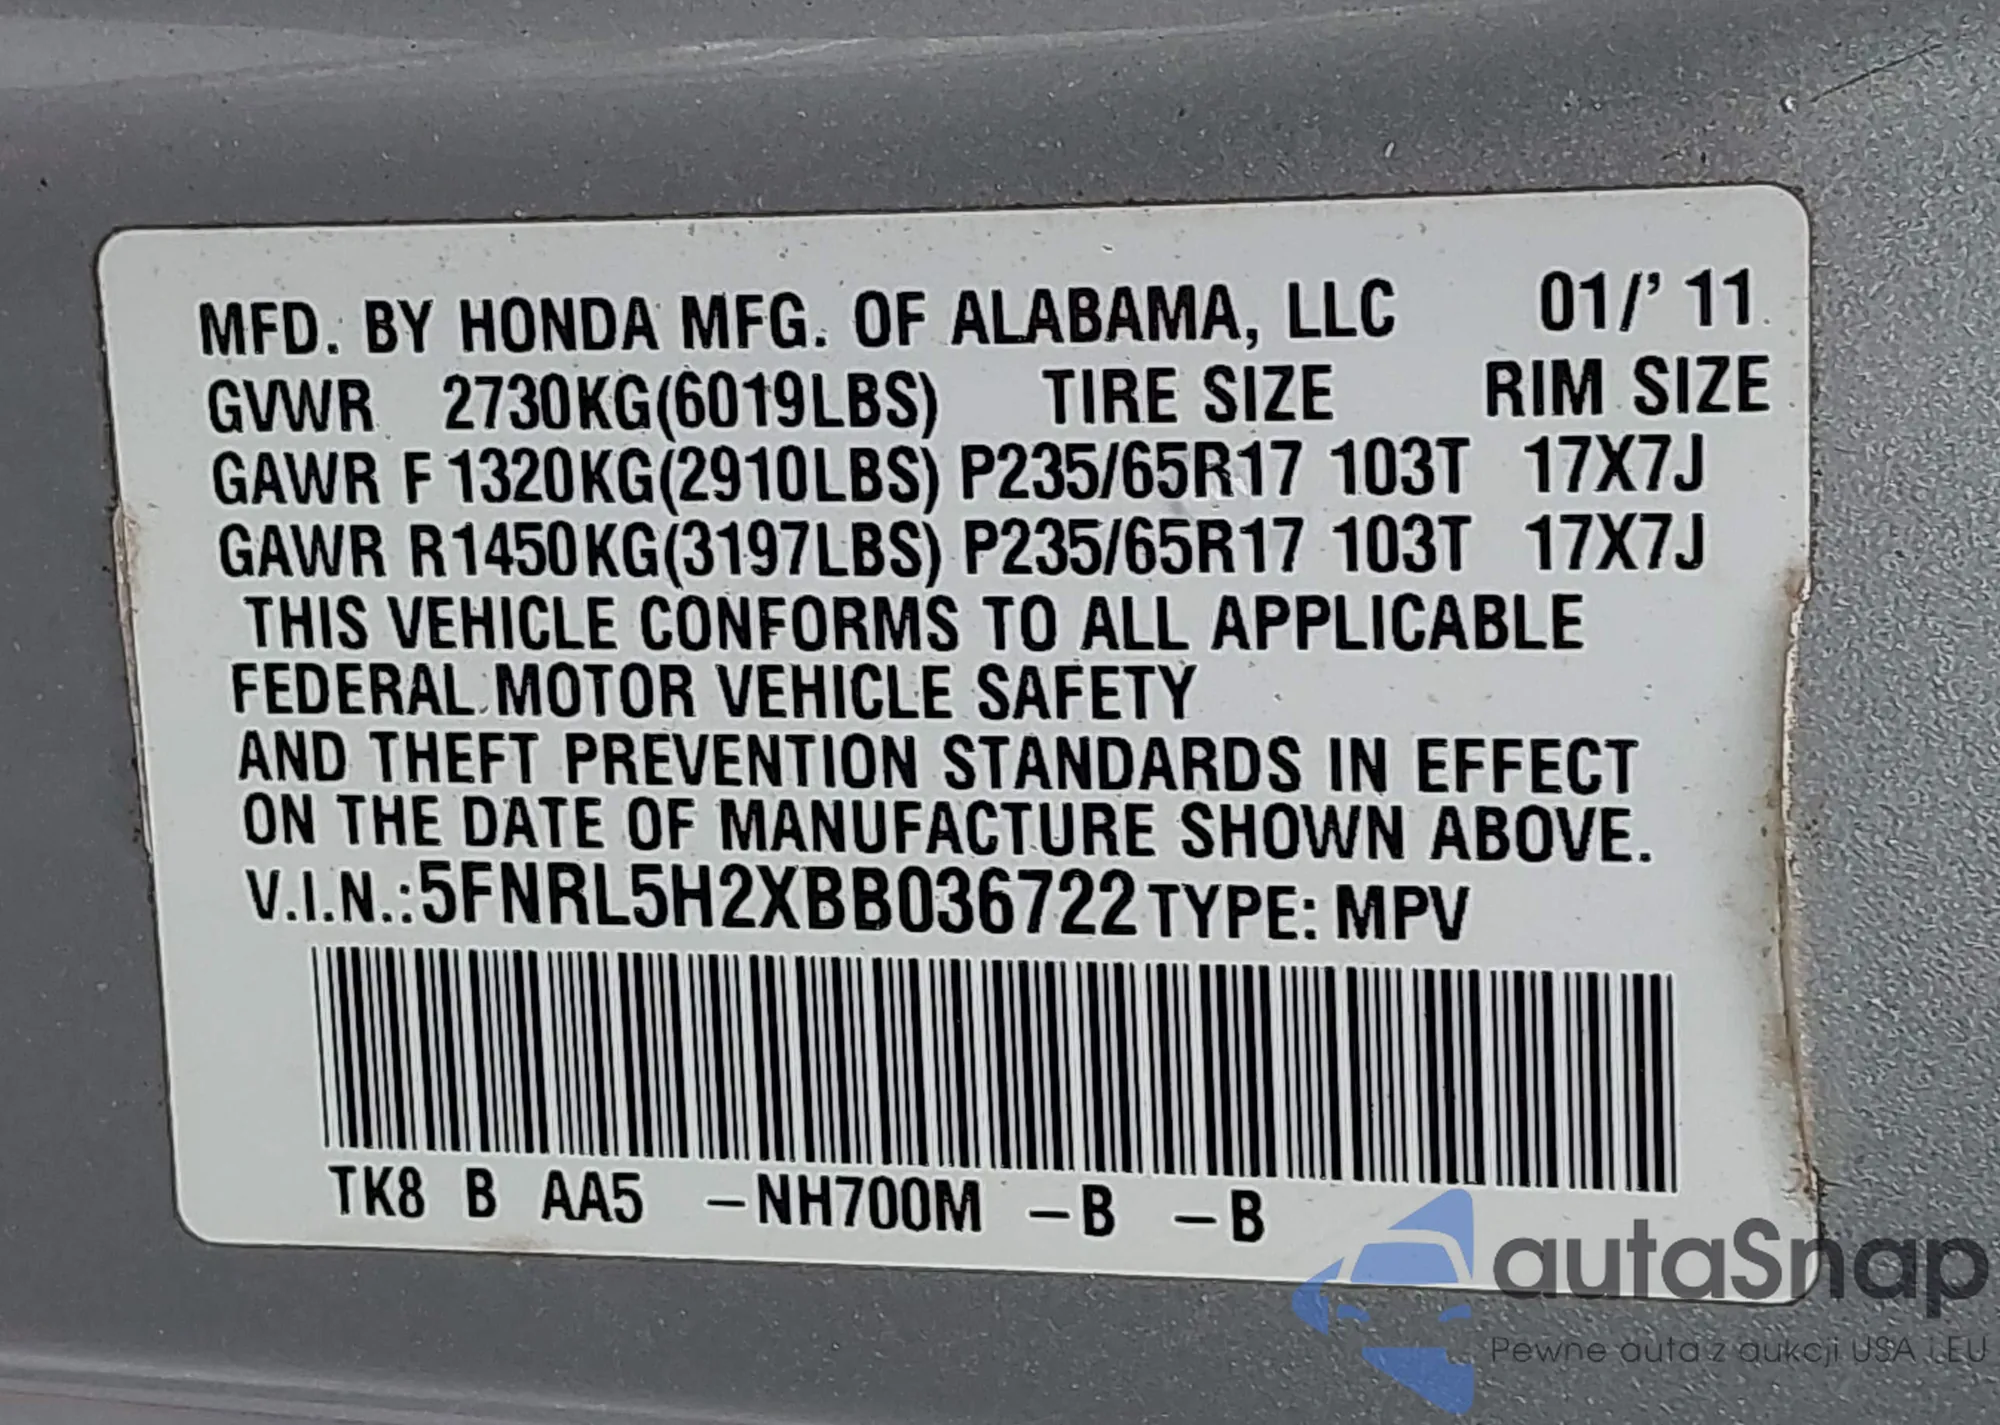 MFD. BY HONDA MFG. OF ALABAMA, LLC 01/'11
GVWR 2730KG(6019LBS) TIRE SIZE RIM SIZE
GAWR F 1320KG(2910LBS) P235/65R17 103T 17X7J
GAWR R1450KG(3197LBS) P235/65R17 103T 17X7J
THIS VEHICLE CONFORMS TO ALL APPLICABLE
FEDERAL MOTOR VEHICLE SAFETY
AND THEFT PREVENTION STANDARDS IN EFFECT
ON THE DATE OF MANUFACTURE SHOWN ABOVE.
V.I.N.:5FNRL5H2XBB036722 TYPE: MPV
TK8 B AA5 -NH700M -B -B
autaSnap
Pewne auta z aukcji USA i EU